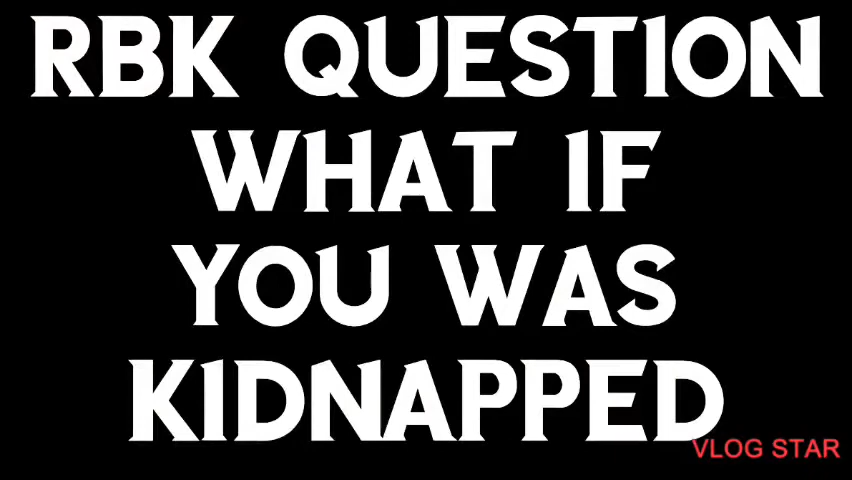 RBK QUESTION
WHAT IF
YOU WAS
KIDNAPPED
VLOG STAR